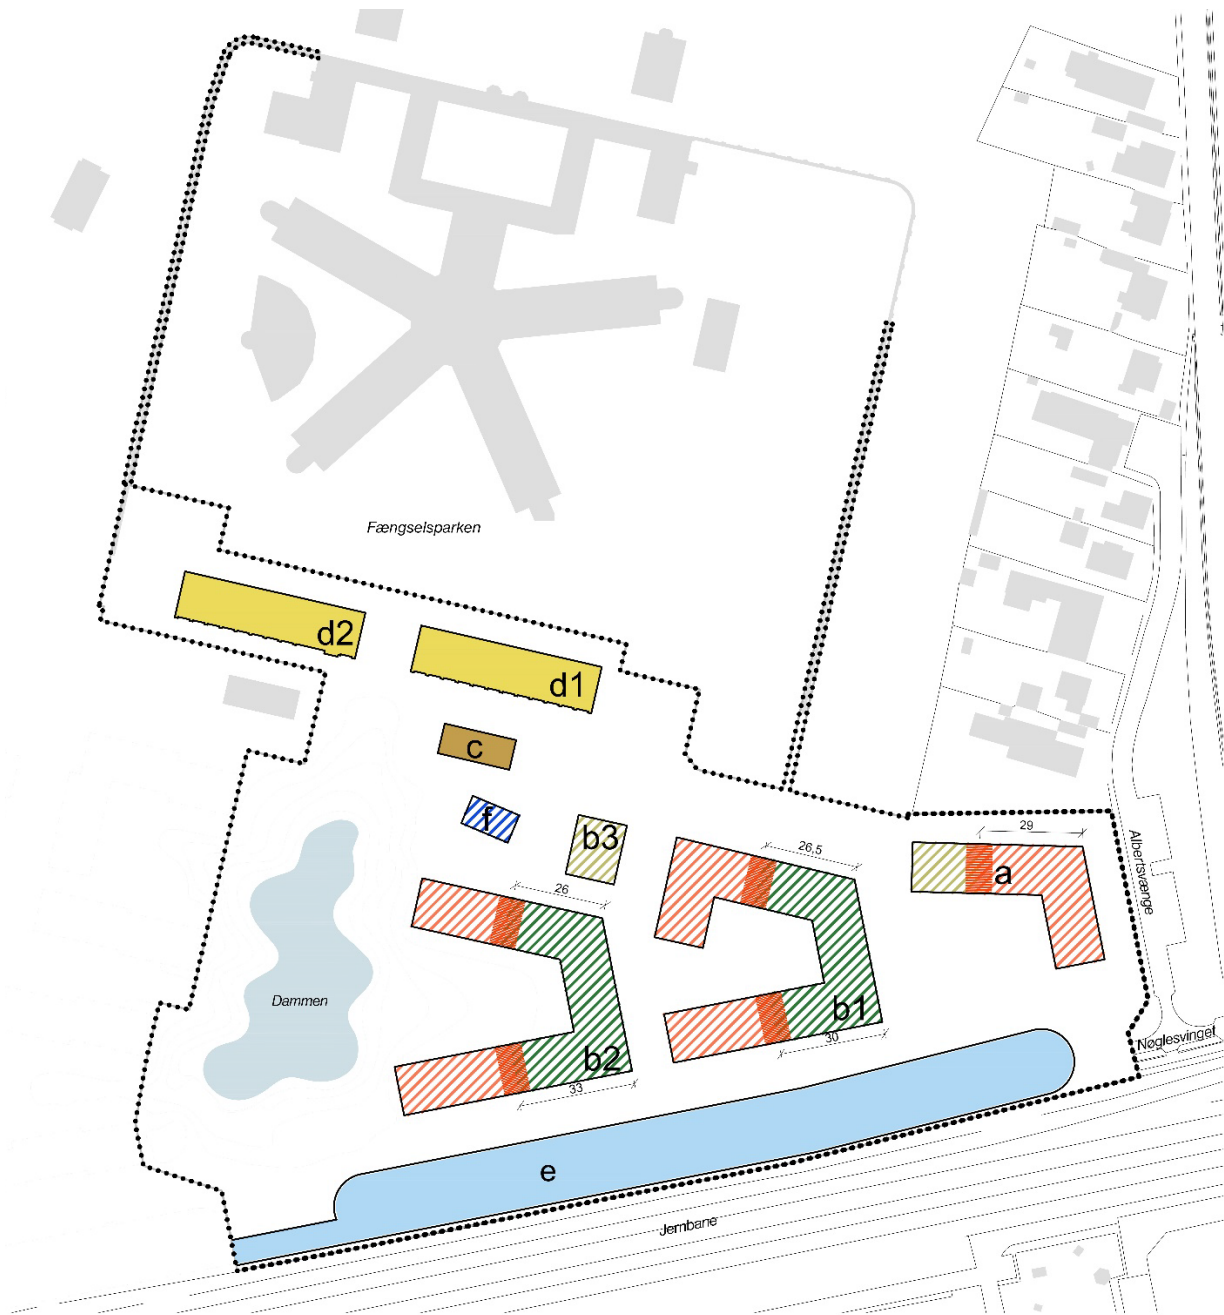 Fængselsparken
d2
d1
c
f
b3
26,5
29
a
Albertsvænge
26
Dammen
b1
30
Nøglesvinget
b2
33
e
Jernbane